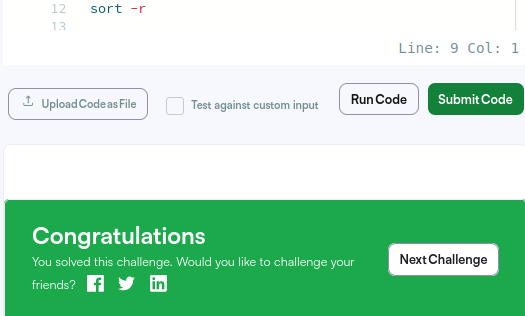 12 sort -r
13
Line: 9 Col: 1
Upload Code as File
Test against custom input
Run Code
Submit Code
Congratulations
You solved this challenge. Would you like to challenge your
friends?
Next Challenge